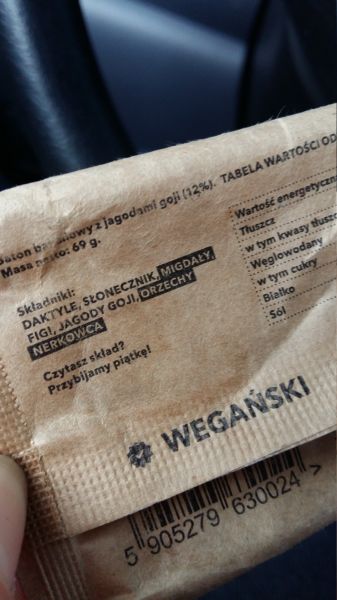 Baton bakaliowy z jagodami goji (12%). TABELA WARTOŚCI OD
Masa netto: 69 g.
Składniki:
DAKTYLE, SŁONECZNIK, MIGDAŁY,
FIGI, JAGODY GOJI, ORZECHY
NERKOWCA
Czytasz skład?
Przybijamy piątkę!
Wartość energetyczn
Tłuszcz
w tym kwasy tłuszc
Węglowodany
w tym cukry
Białko
Sól
WEGAŃSKI
5 905279 630024 >